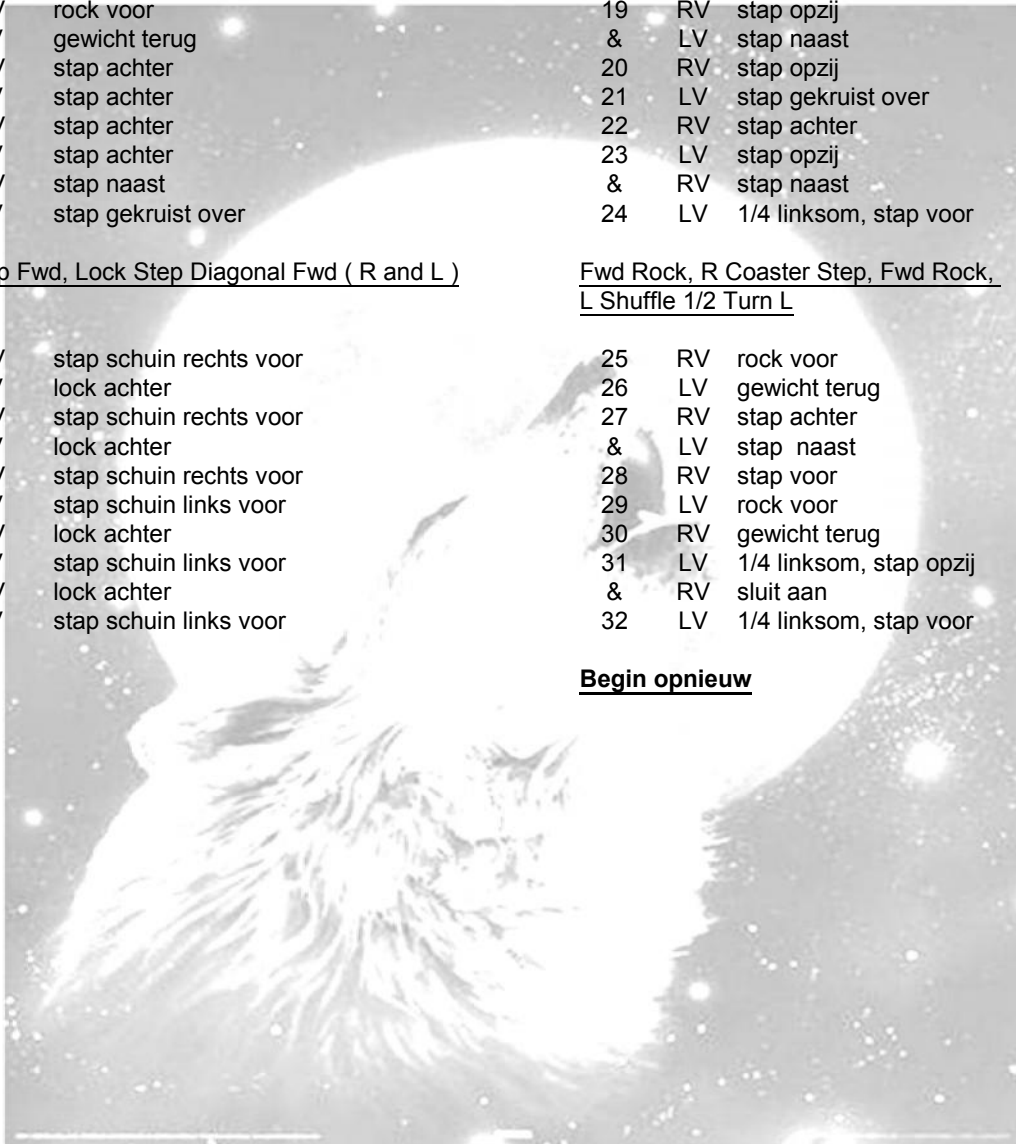 rock voor
gewicht terug
stap achter
stap achter
stap achter
stap achter
stap naast
stap gekruist over
Fwd, Lock Step Diagonal Fwd ( R and L )
stap schuin rechts voor
lock achter
stap schuin rechts voor
lock achter
stap schuin rechts voor
stap schuin links voor
lock achter
stap schuin links voor
lock achter
stap schuin links voor
19 RV stap opzij
& LV stap naast
20 RV stap opzij
21 LV stap gekruist over
22 RV stap achter
23 LV stap opzij
& RV stap naast
24 LV 1/4 linksom, stap voor
Fwd Rock, R Coaster Step, Fwd Rock,
L Shuffle 1/2 Turn L
25 RV rock voor
26 LV gewicht terug
27 RV stap achter
& LV stap naast
28 RV stap voor
29 LV rock voor
30 RV gewicht terug
31 LV 1/4 linksom, stap opzij
& RV sluit aan
32 LV 1/4 linksom, stap voor
Begin opnieuw